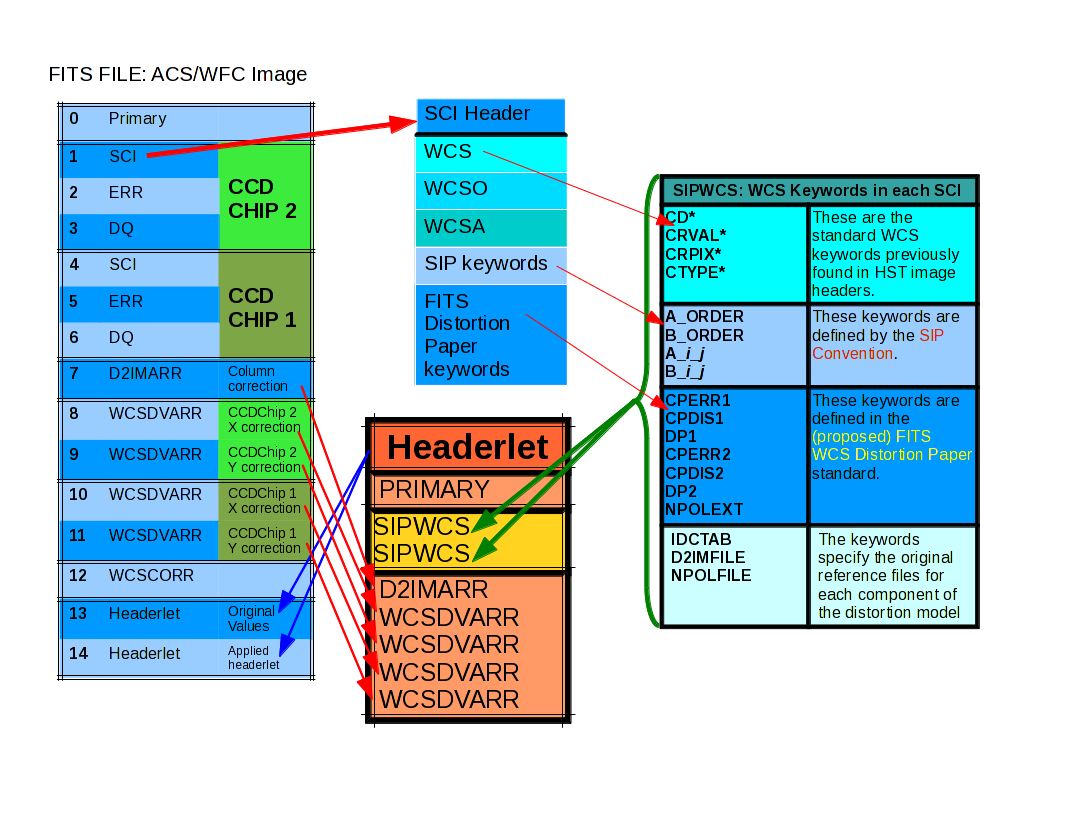 FITS FILE: ACS/WFC Image
0 Primary
1 SCI
2 ERR
3 DQ
CCD
CHIP 2
4 SCI
5 ERR
6 DQ
CCD
CHIP 1
7 D2IMARR Column
correction
8 WCSDVARR CCDChip 2
X correction
9 WCSDVARR CCDChip 2
Y correction
10 WCSDVARR CCDChip 1
X correction
11 WCSDVARR CCDChip 1
Y correction
12 WCSCORR
13 Headerlet Original
Values
14 Headerlet Applied
headerlet
SCI Header
WCS
WCSO
WCSA
SIP keywords
FITS
Distortion
Paper
keywords
Headerlet
PRIMARY
SIPWCS
SIPWCS
D2IMARR
WCSDVARR
WCSDVARR
WCSDVARR
WCSDVARR
SIPWCS: WCS Keywords in each SCI
CD*
CRVAL*
CRPIX*
CTYPE*
These are the
standard WCS
keywords previously
found in HST image
headers.
A_ORDER
B_ORDER
A_i_j
B_i_j
These keywords are
defined by the SIP
Convention.
CPERR1
CPDIS1
DP1
CPERR2
CPDIS2
DP2
NPOLEXT
These keywords are
defined in the
(proposed) FITS
WCS Distortion Paper
standard.
IDCTAB
D2IMFILE
NPOLFILE
The keywords
specify the original
reference files for
each component of
the distortion model